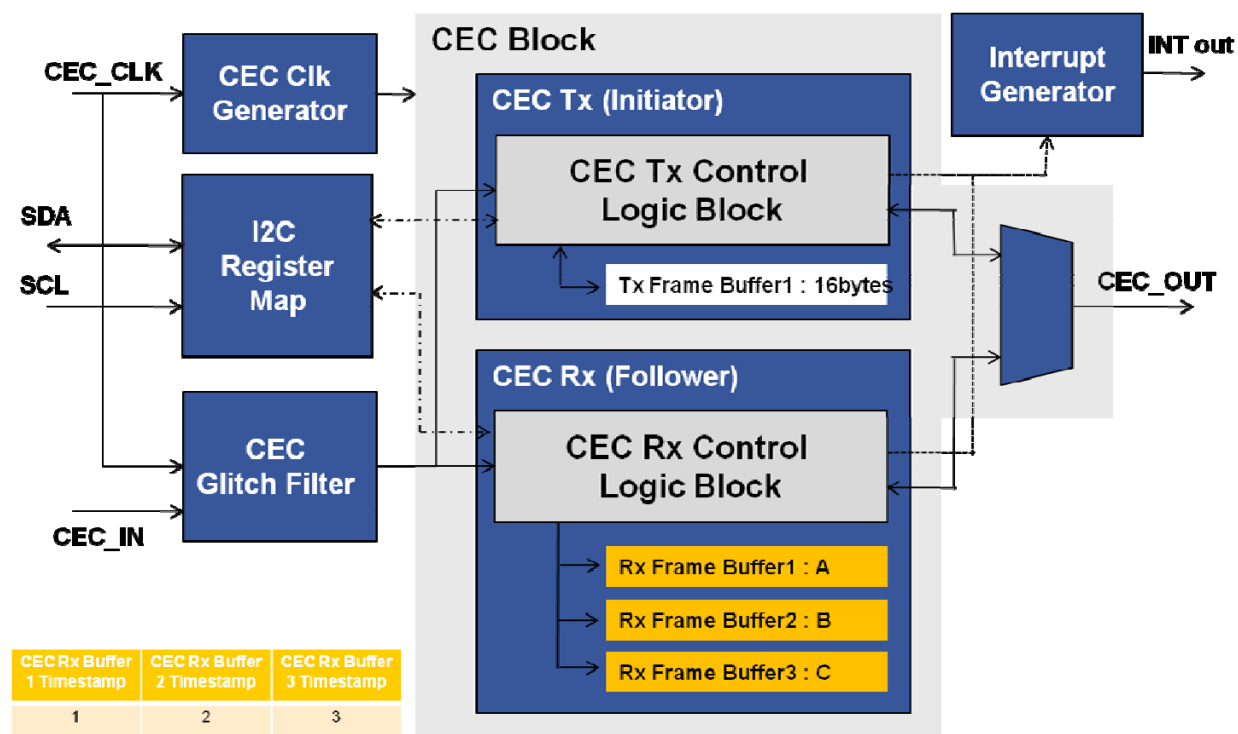 CEC Block
CEC_CLK
CEC Clk
Generator
CEC Tx (Initiator)
Interrupt
Generator
INT out
CEC Tx Control
Logic Block
SDA
SCL
I2C
Register
Map
Tx Frame Buffer1 : 16bytes
CEC_OUT
CEC Rx (Follower)
CEC Rx Control
Logic Block
CEC
Glitch Filter
CEC_IN
Rx Frame Buffer1 : A
Rx Frame Buffer2 : B
Rx Frame Buffer3 : C
CEC Rx Buffer
1 Timestamp
CEC Rx Buffer
2 Timestamp
CEC Rx Buffer
3 Timestamp
1
2
3